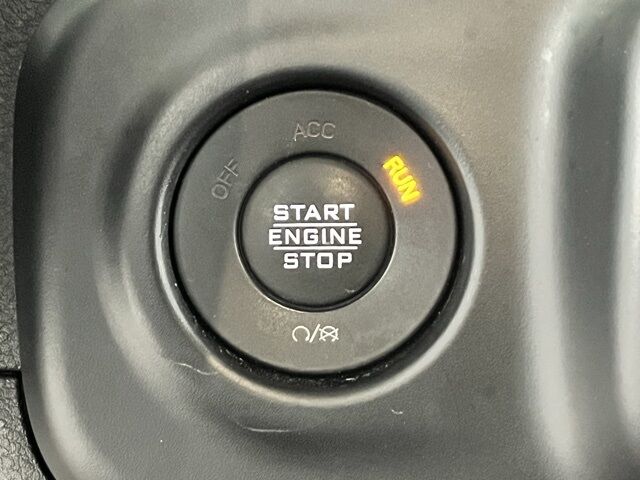 OFF
ACC
RUN
START
ENGINE
STOP